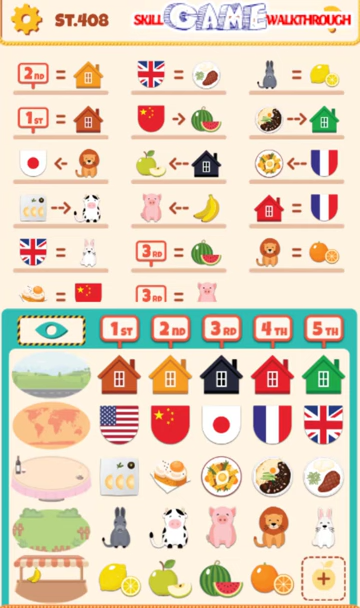 ST.408
SKILL GAME WALKTHROUGH
2ND =
=
=
1ST =
3RD =
=
3RD =
1ST 2ND 3RD 4TH 5TH
+